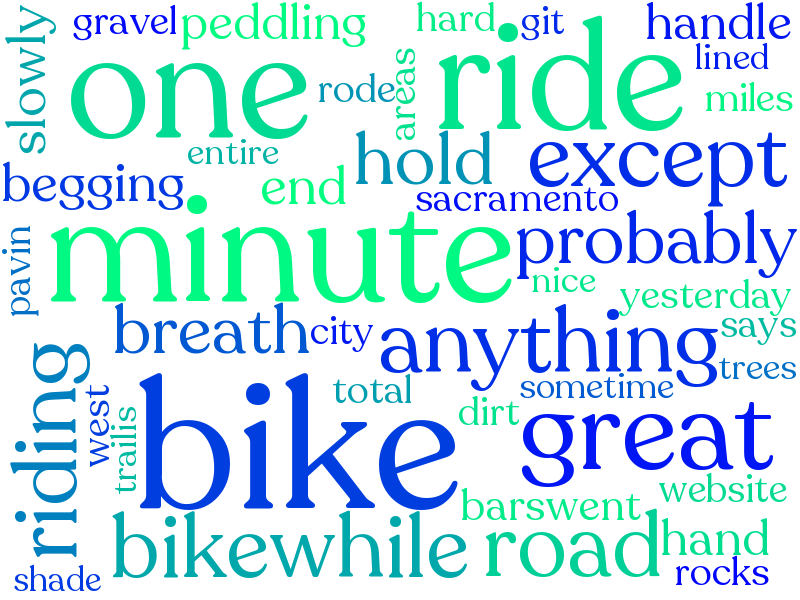 slowly
gravel
peddling
hard
git
handle
one
ride
lined
rode
areas
miles
entire
hold
except
begging
end
sacramento
minute
probably
pavin
nice
yesterday
breath
city
anything
says
trees
riding
west
total
sometime
bike
trailis
dirt
great
website
barswent
bikewhile
road
hand
shade
rocks